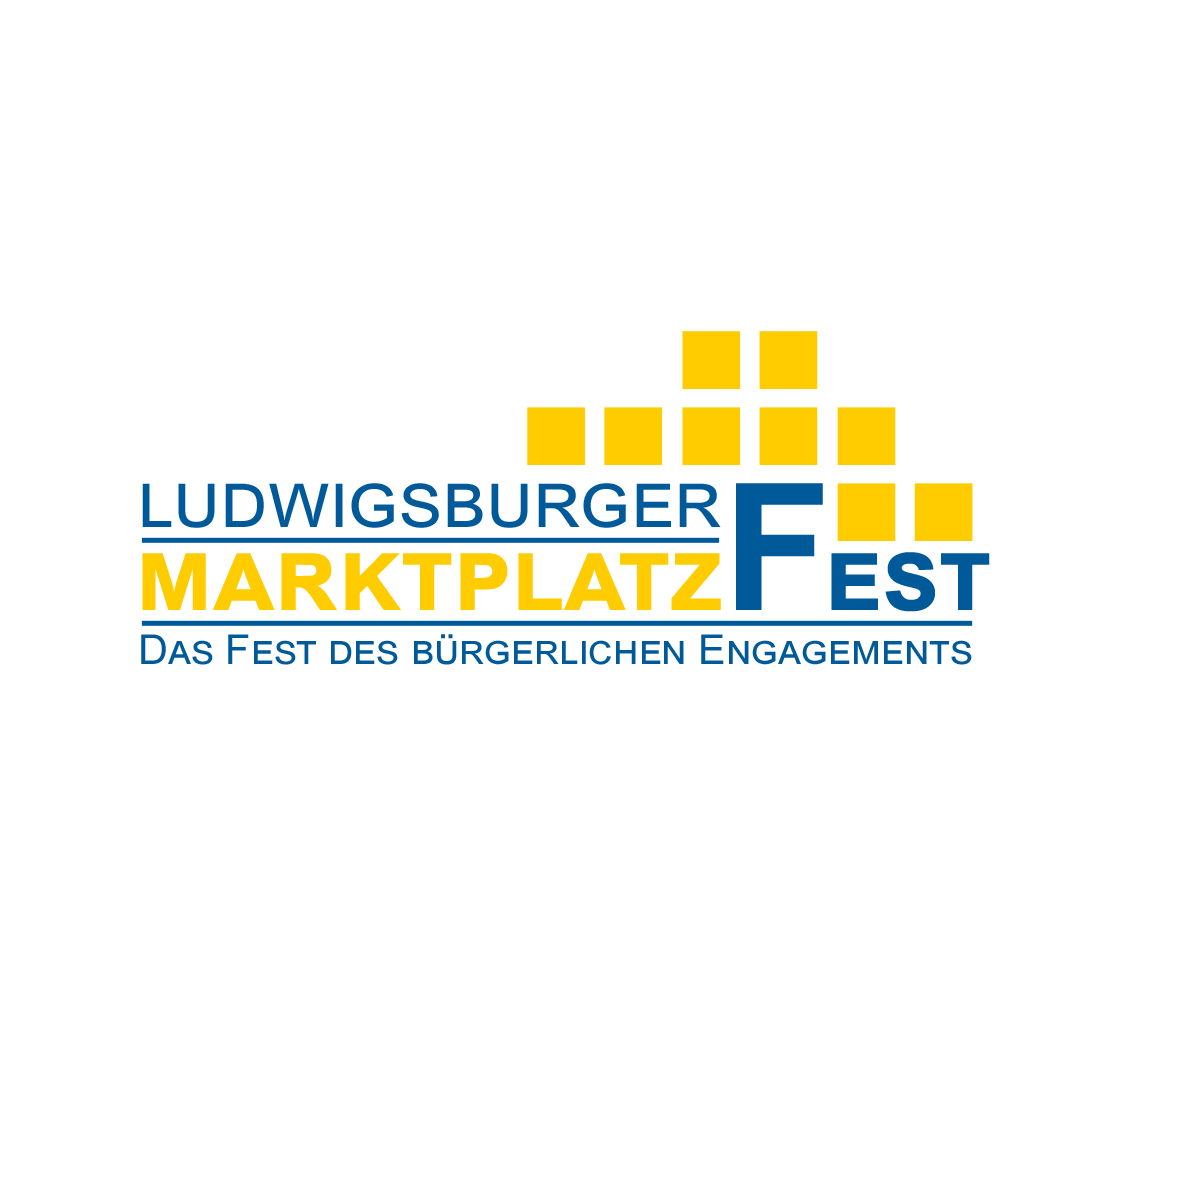 LUDWIGSBURGER
MARKTPLATZFEST
DAS FEST DES BÜRGERLICHEN ENGAGEMENTS